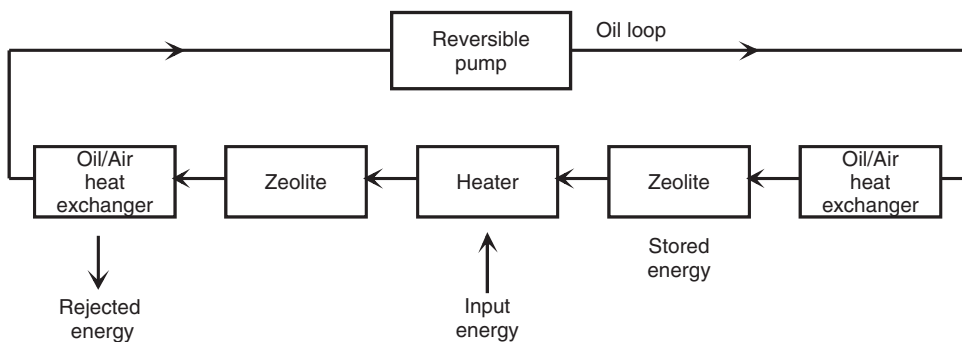 Reversible
pump
Oil loop
Oil/Air
heat
exchanger
Zeolite
Heater
Zeolite
Oil/Air
heat
exchanger
Stored
energy
Rejected
energy
Input
energy